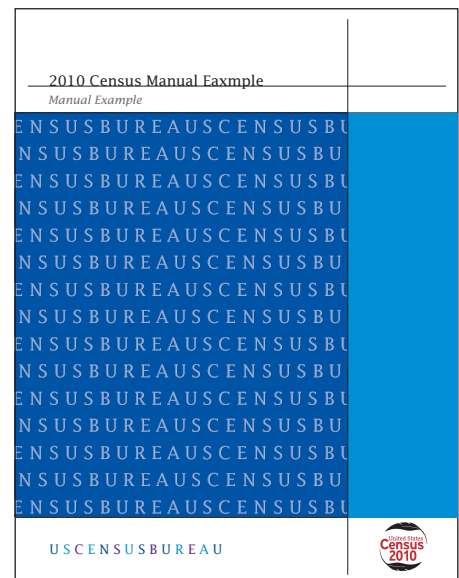 2010 Census Manual Eaxmple
Manual Example
ENSUSBUREAUSCENSUSBU
NSUSBUREAUSCENSUSBU
ENSUSBUREAUSCENSUSBU
NSUSBUREAUSCENSUSBU
ENSUSBUREAUSCENSUSBU
NSUSBUREAUSCENSUSBU
ENSUSBUREAUSCENSUSBU
NSUSBUREAUSCENSUSBU
ENSUSBUREAUSCENSUSBU
NSUSBUREAUSCENSUSBU
ENSUSBUREAUSCENSUSBU
NSUSBUREAUSCENSUSBU
ENSUSBUREAUSCENSUSBU
NSUSBUREAUSCENSUSBU
ENSUSBUREAUSCENSUSBU
USCENSUSBUREAU
United States
Census
2010